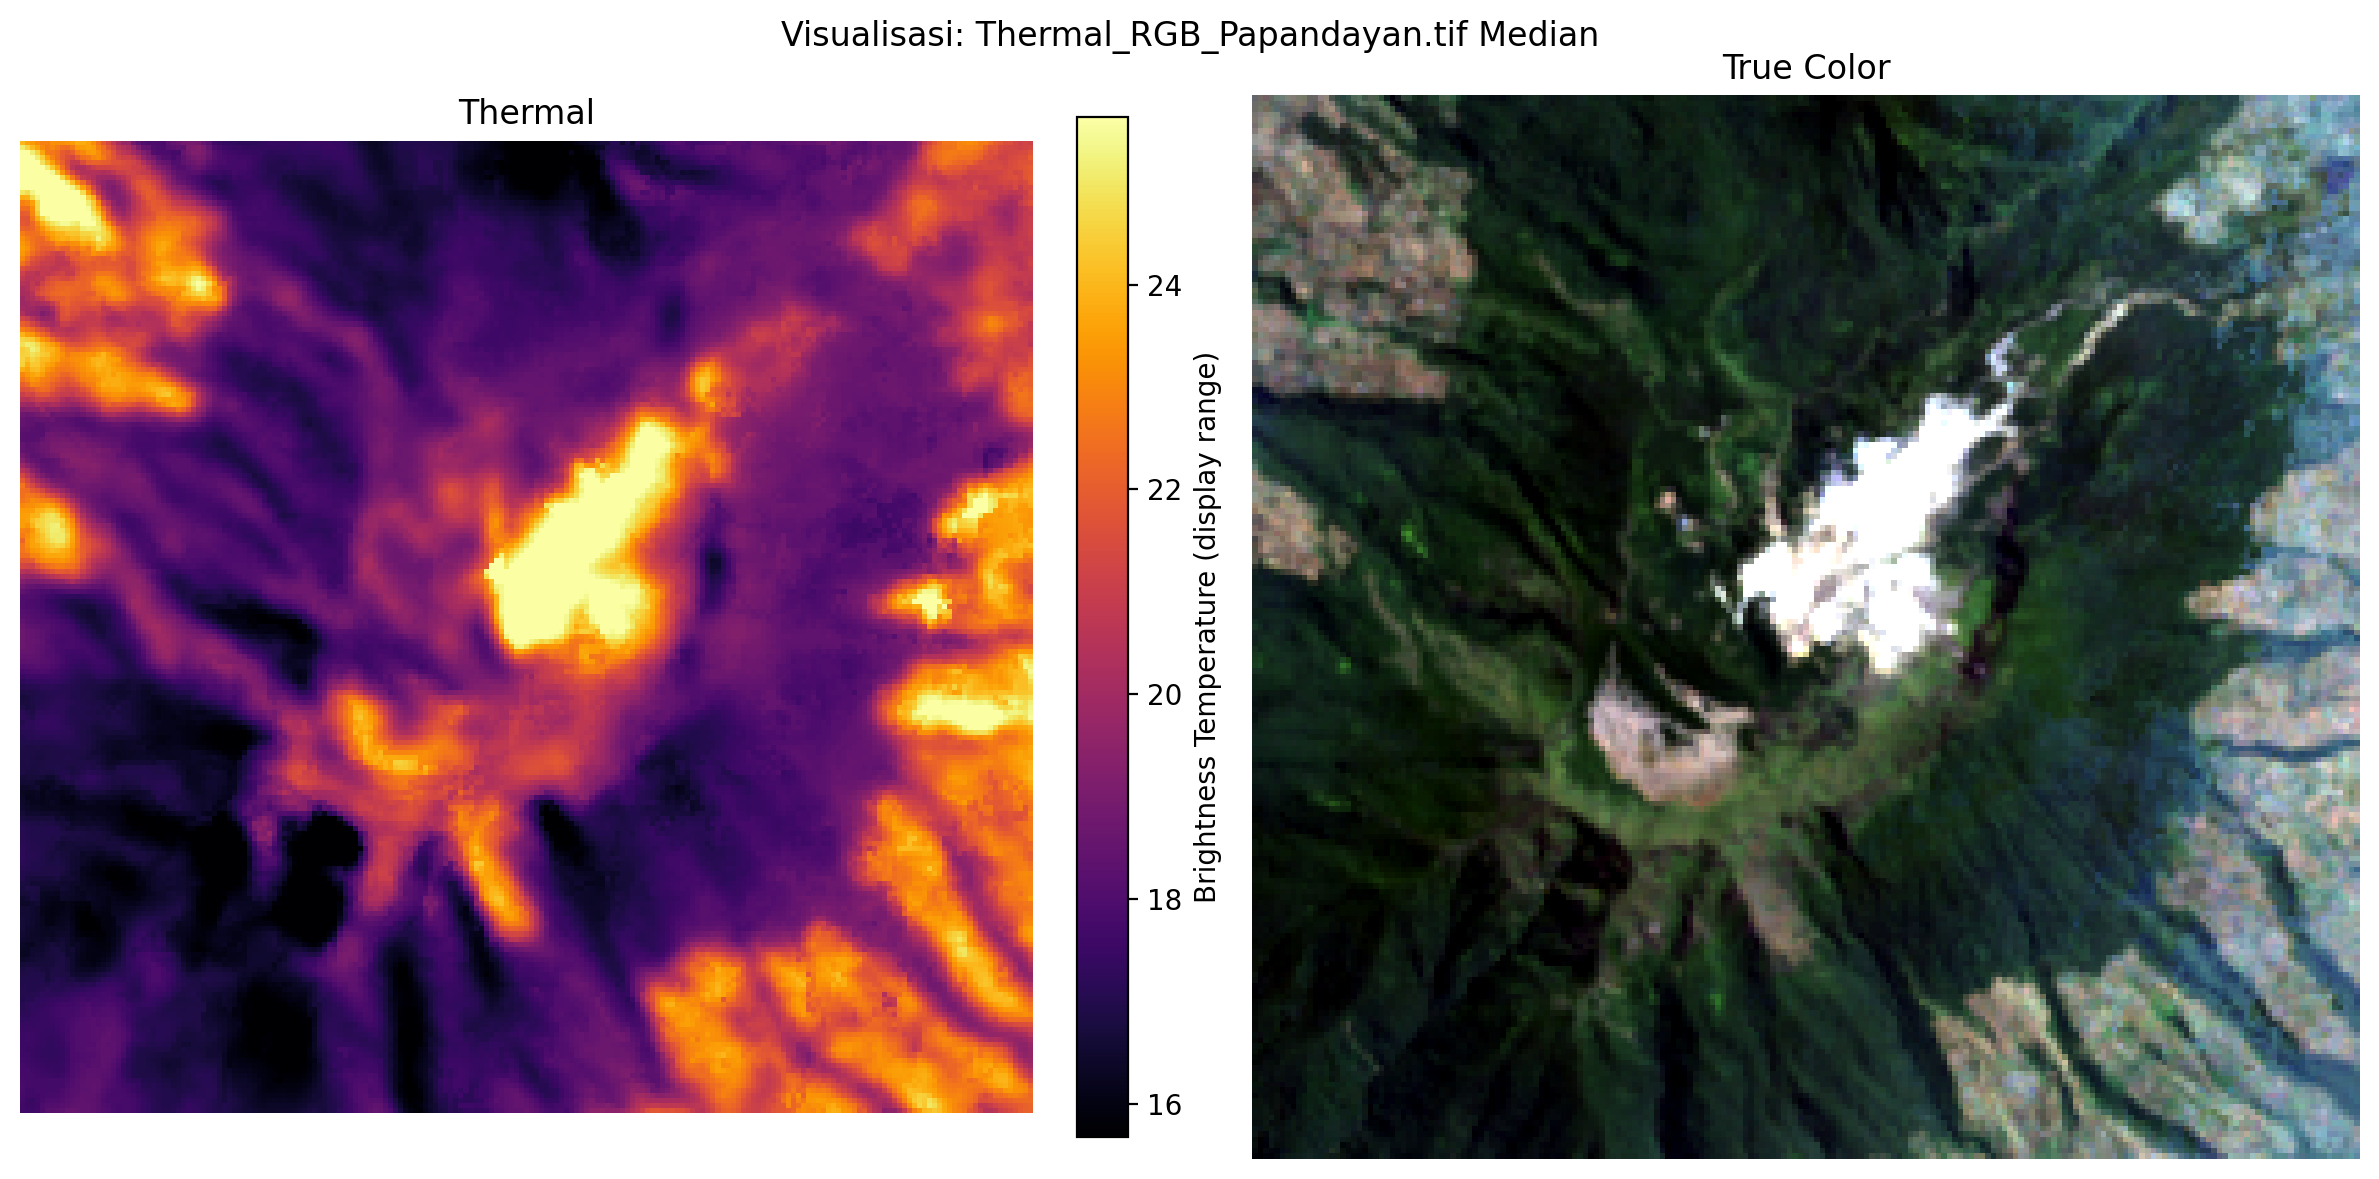 Visualisasi: Thermal_RGB_Papandayan.tif Median
Thermal
True Color
24
22
20
18
16
Brightness Temperature (display range)